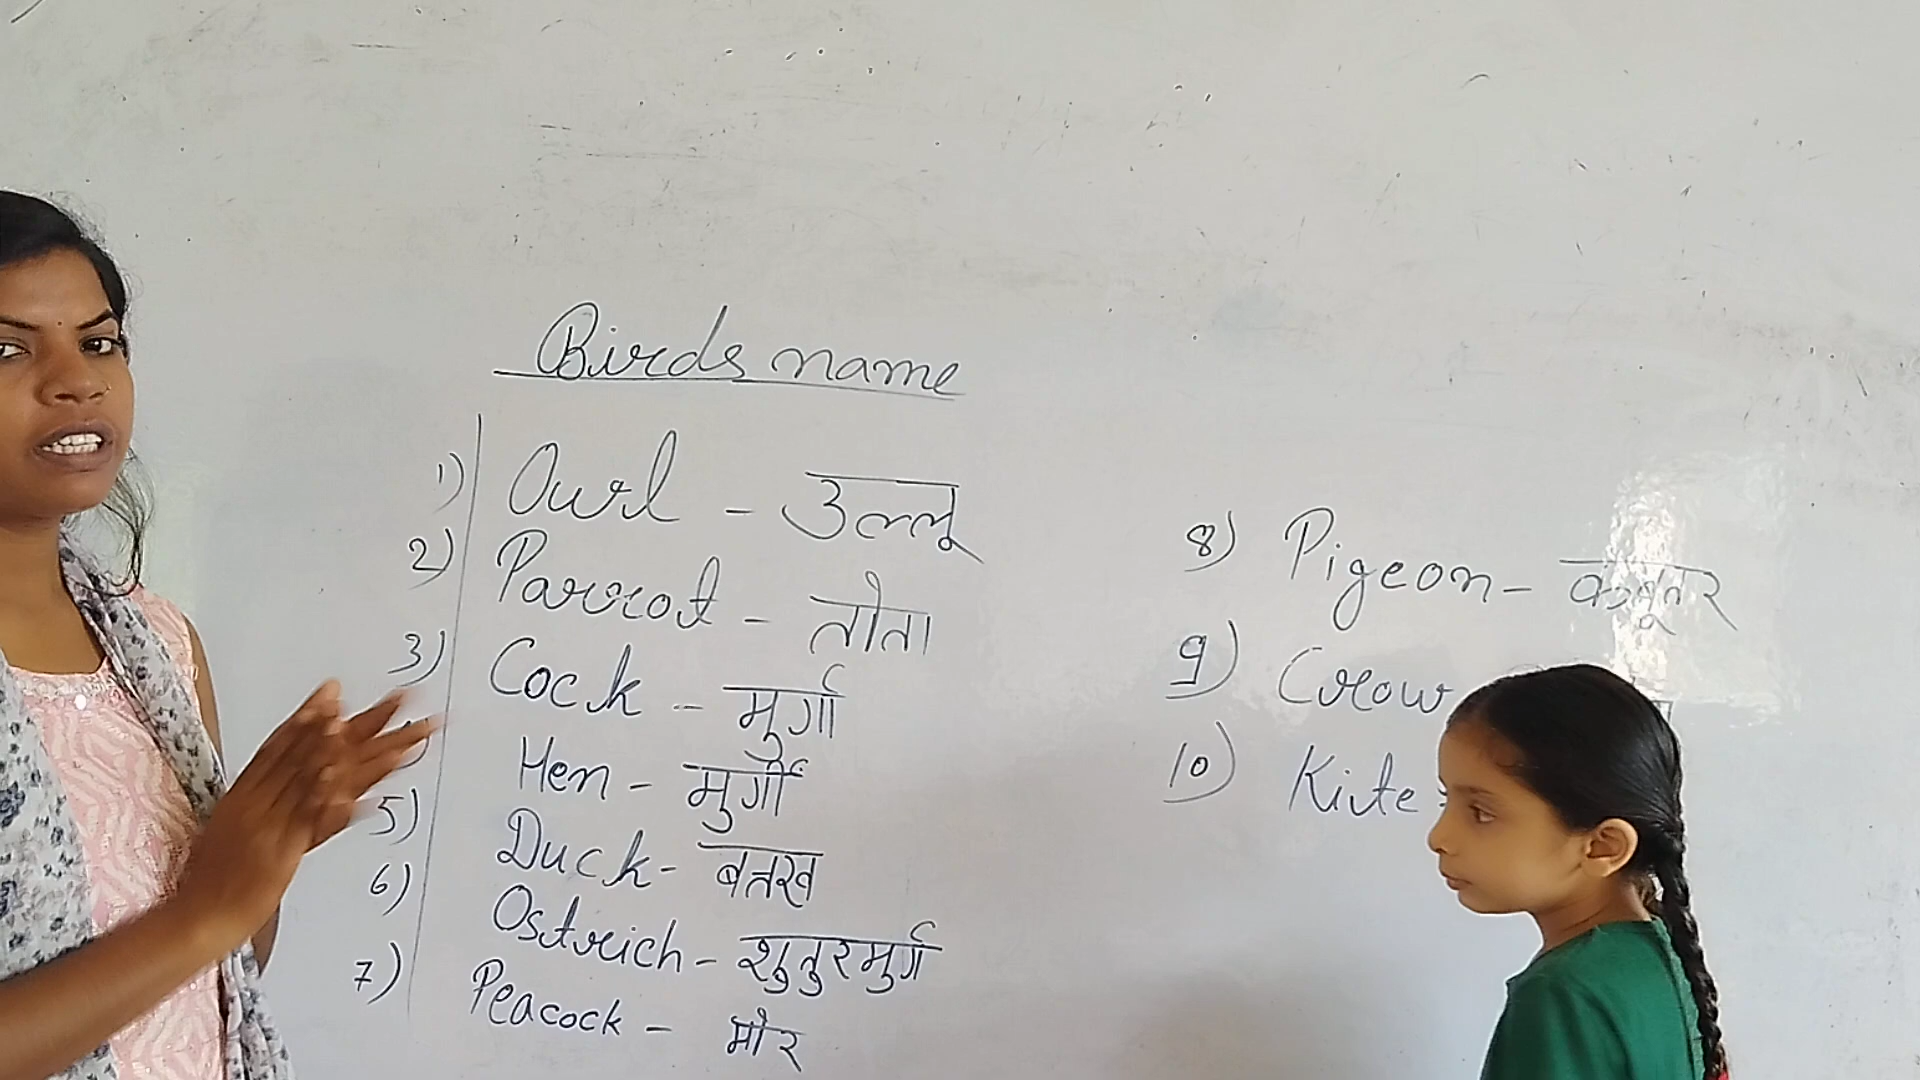 Birds name
1) Owl - उल्लू
2) Parrot - तोता
3) Cock - मुर्गा
Hen - मुर्गी
5) Duck - बतख
6) Ostrich - शुतुरमुर्ग
7) Peacock - मोर
8) Pigeon - कबूतर
9) Crow
10) Kite